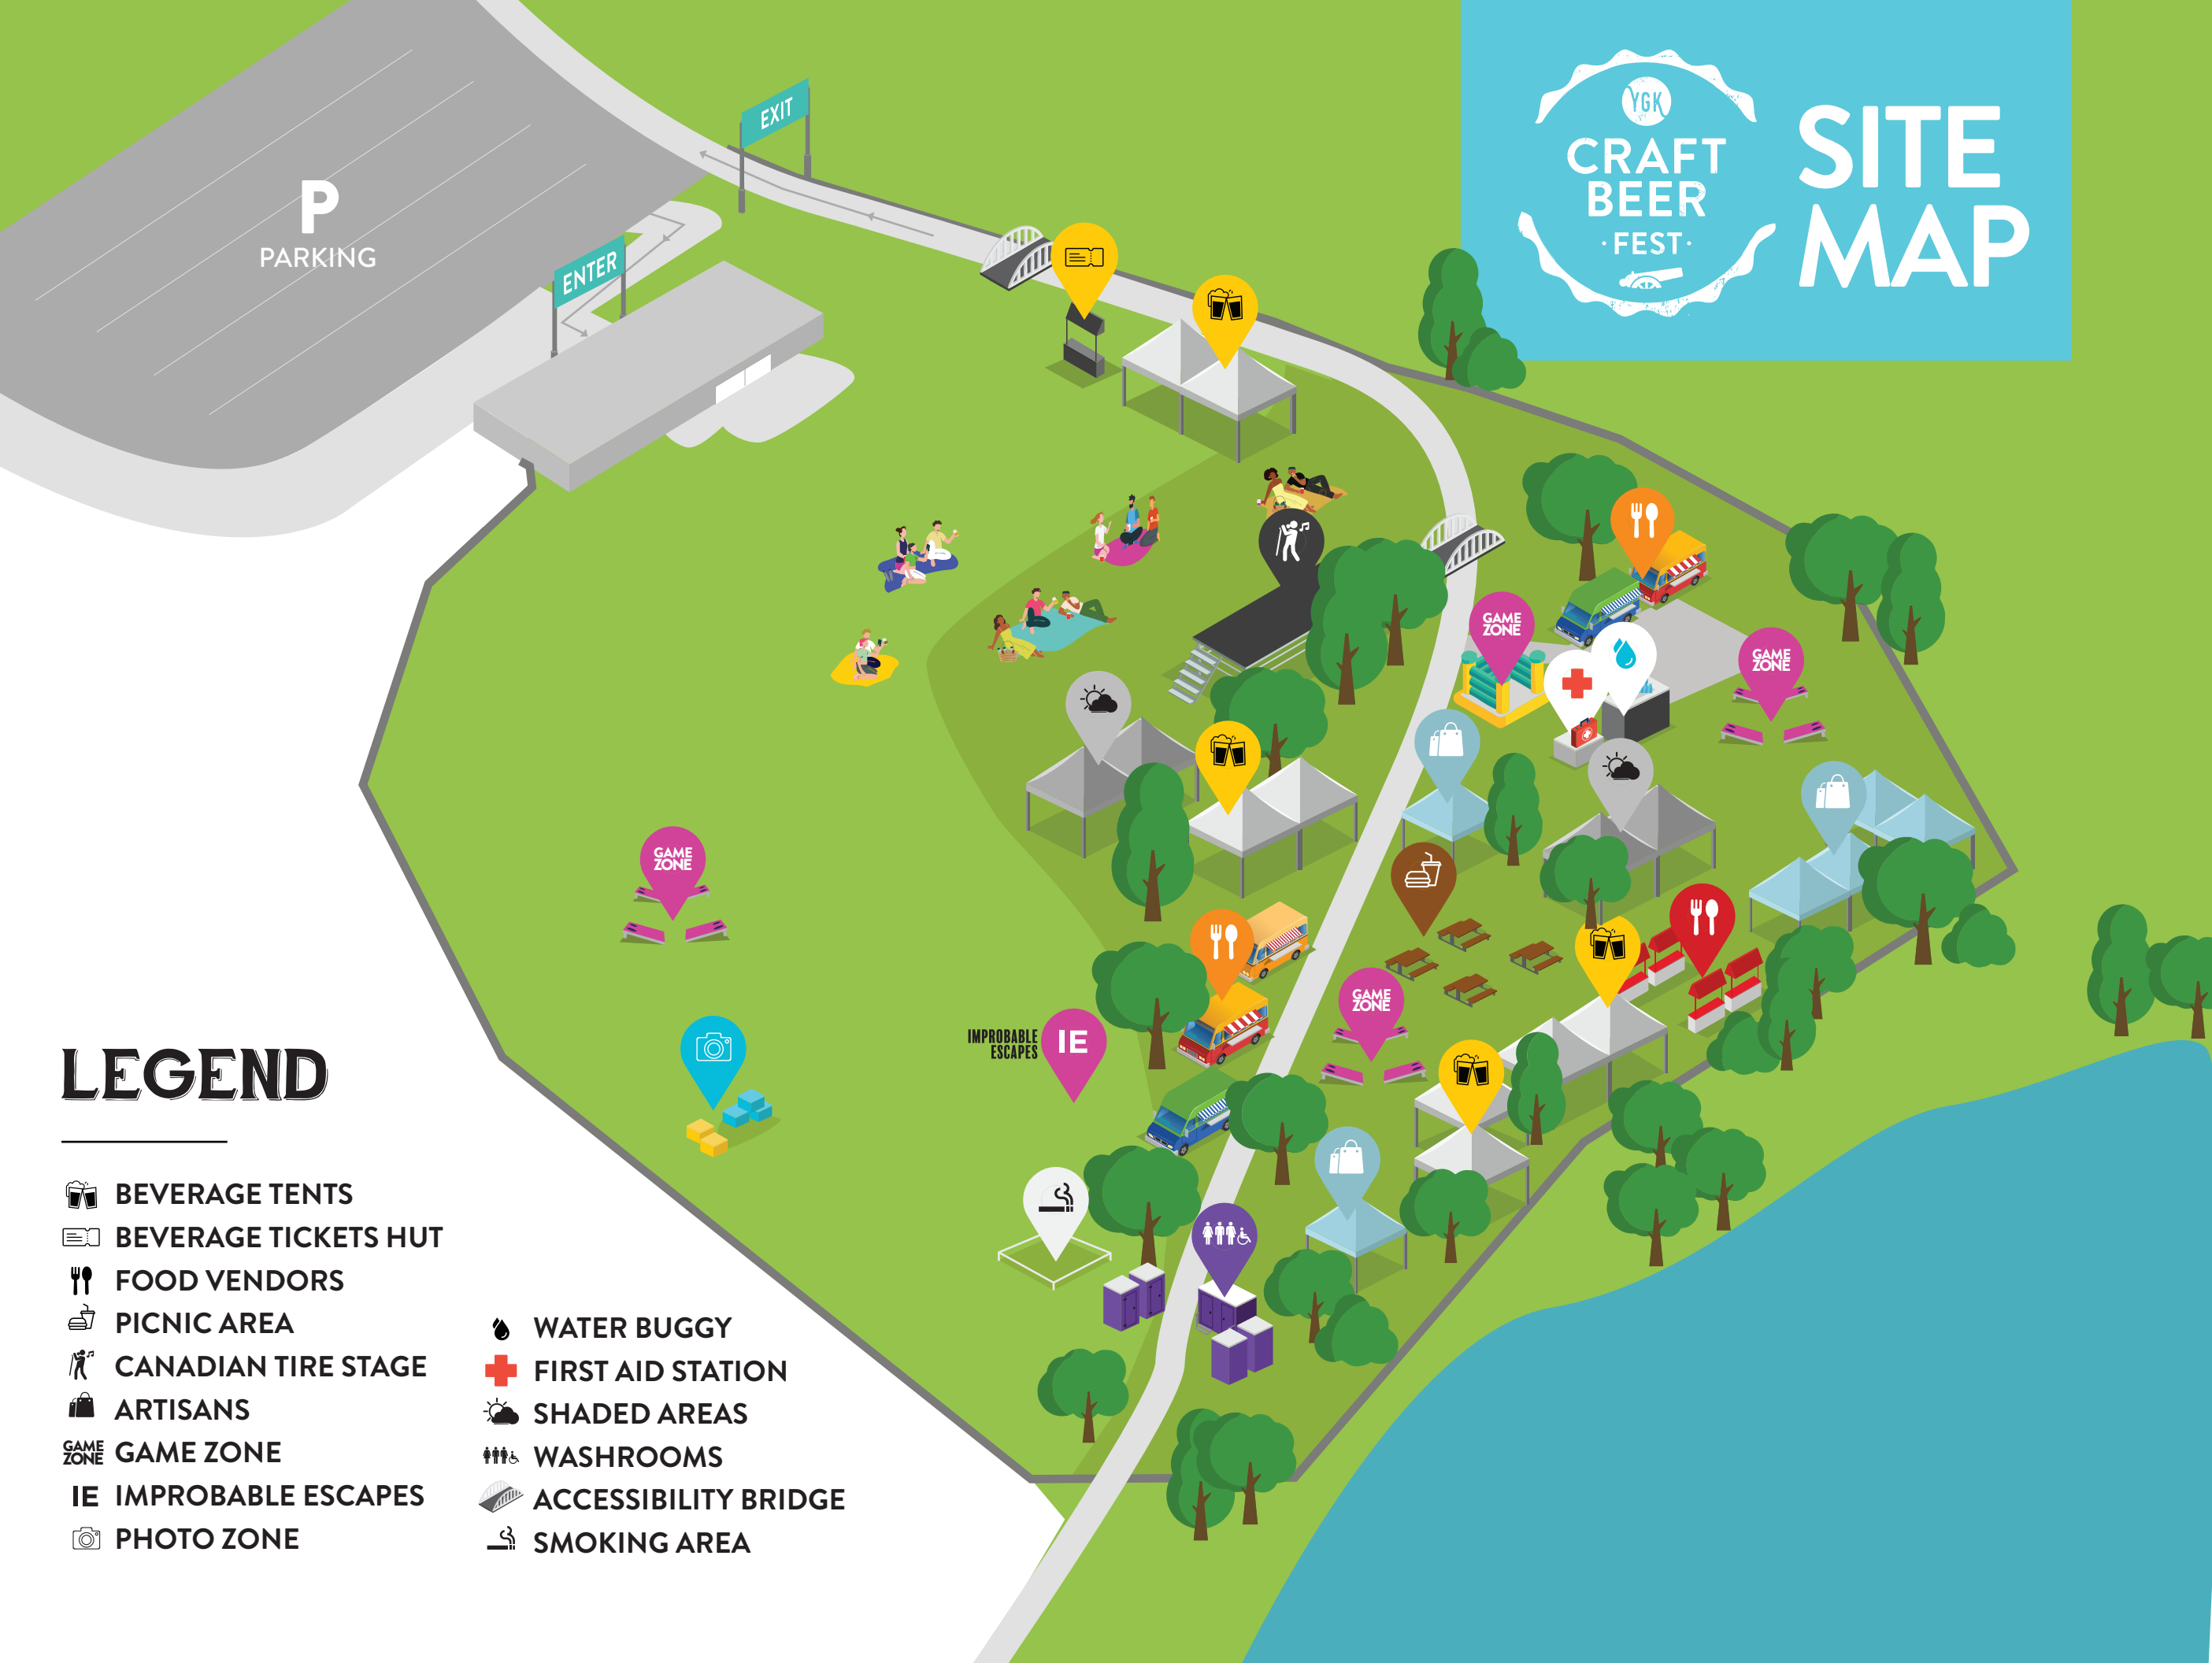 YGK
CRAFT
BEER
· FEST ·
SITE
MAP
EXIT
P
PARKING
ENTER
GAME
ZONE
GAME
ZONE
GAME
ZONE
GAME
ZONE
IMPROBABLE
ESCAPES
IE
LEGEND
BEVERAGE TENTS
BEVERAGE TICKETS HUT
FOOD VENDORS
PICNIC AREA
CANADIAN TIRE STAGE
ARTISANS
GAME
ZONE
GAME ZONE
IE IMPROBABLE ESCAPES
PHOTO ZONE
WATER BUGGY
FIRST AID STATION
SHADED AREAS
WASHROOMS
ACCESSIBILITY BRIDGE
SMOKING AREA